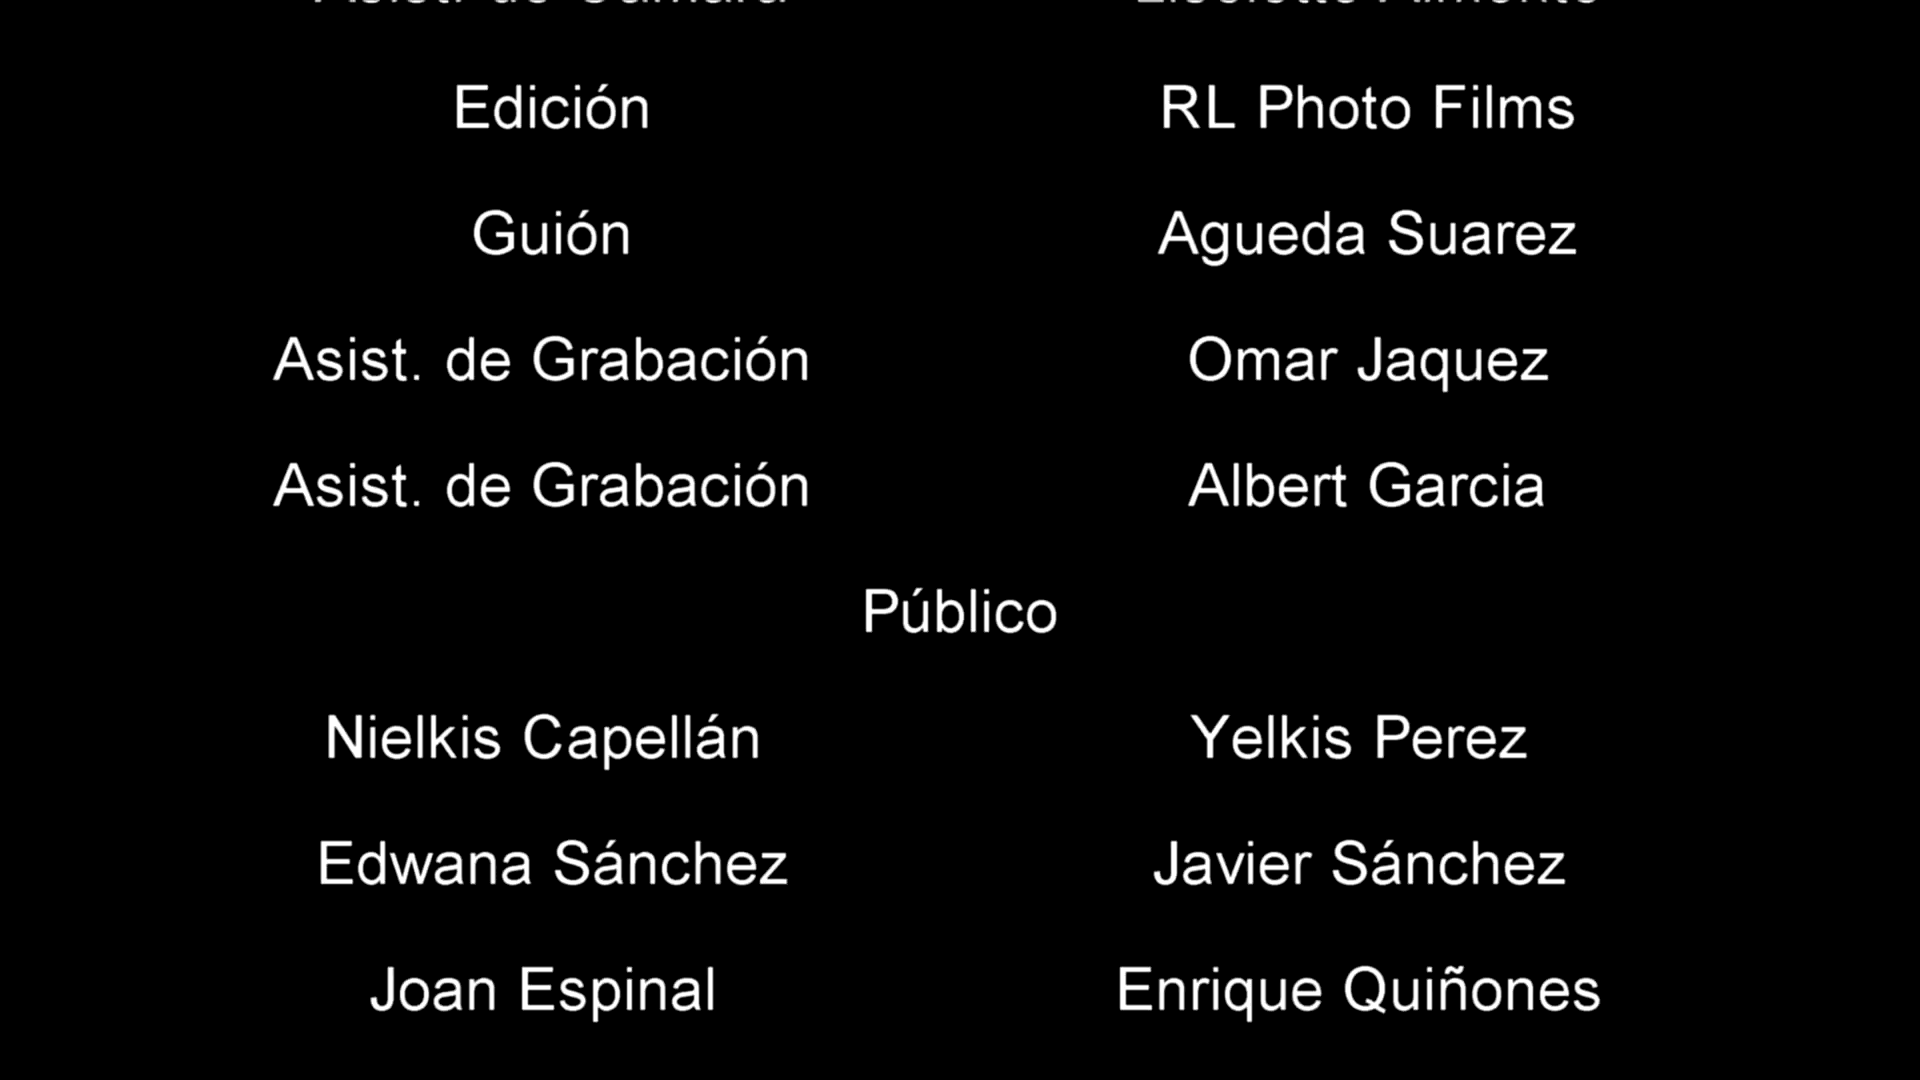 Edición RL Photo Films
Guión Agueda Suarez
Asist. de Grabación Omar Jaquez
Asist. de Grabación Albert Garcia
Público
Nielkis Capellán Yelkis Perez
Edwana Sánchez Javier Sánchez
Joan Espinal Enrique Quiñones